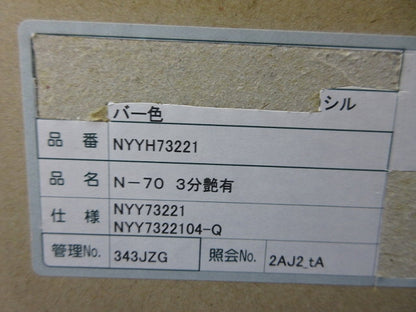 シル
バー色
品番 NYYH73221
品名 N-70 3分艶有
仕様 NYY73221
NYY7322104-Q
管理No. 343JZG 照会No. 2AJ2_tA